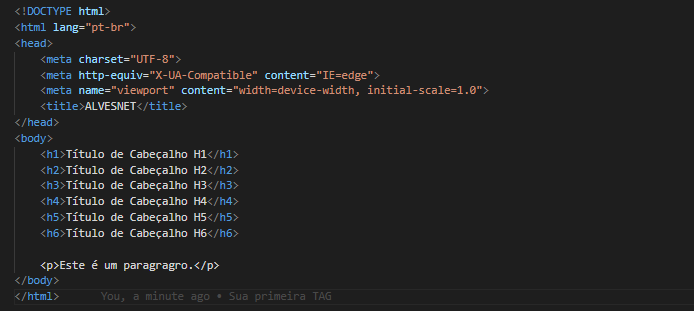 <!DOCTYPE html>
<html lang="pt-br">
<head>
    <meta charset="UTF-8">
    <meta http-equiv="X-UA-Compatible" content="IE=edge">
    <meta name="viewport" content="width=device-width, initial-scale=1.0">
    <title>ALVESNET</title>
</head>
<body>
    <h1>Título de Cabeçalho H1</h1>
    <h2>Título de Cabeçalho H2</h2>
    <h3>Título de Cabeçalho H3</h3>
    <h4>Título de Cabeçalho H4</h4>
    <h5>Título de Cabeçalho H5</h5>
    <h6>Título de Cabeçalho H6</h6>

    <p>Este é um paragragro.</p>
</body>
</html>      You, a minute ago • Sua primeira TAG